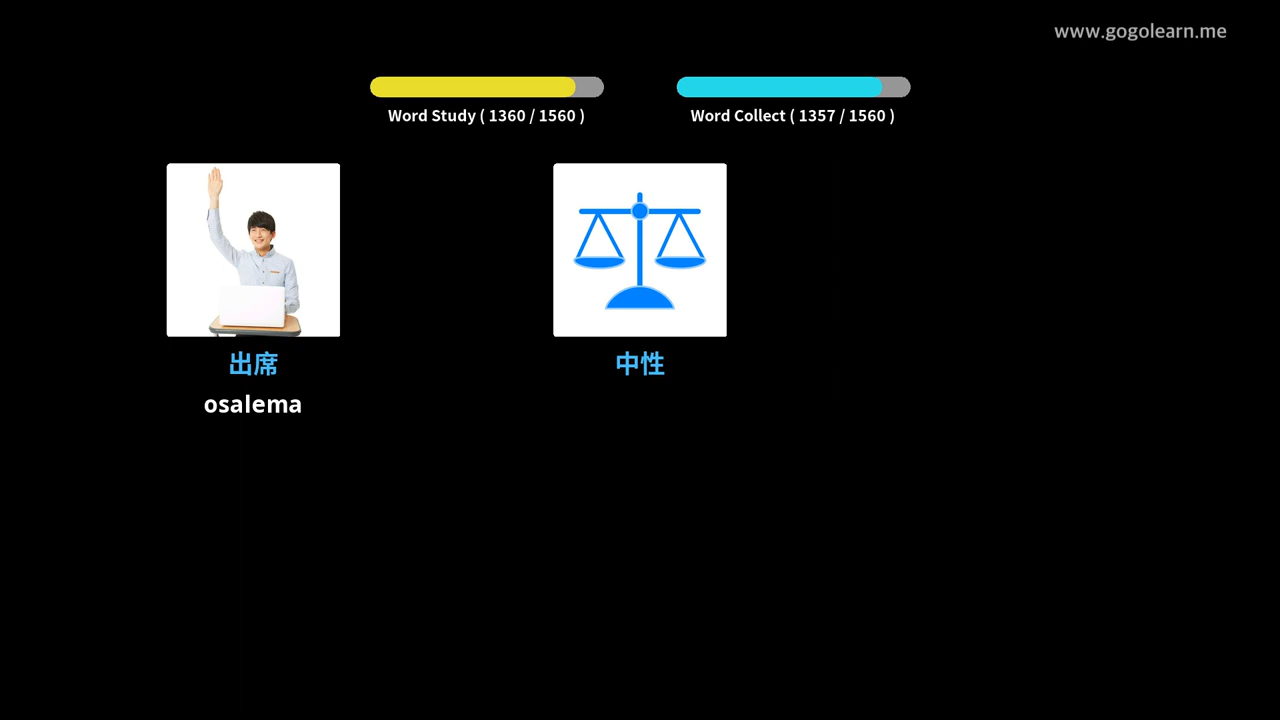 www.gogolearn.me
Word Study ( 1360 / 1560 )
Word Collect ( 1357 / 1560 )
出席
中性
osalema